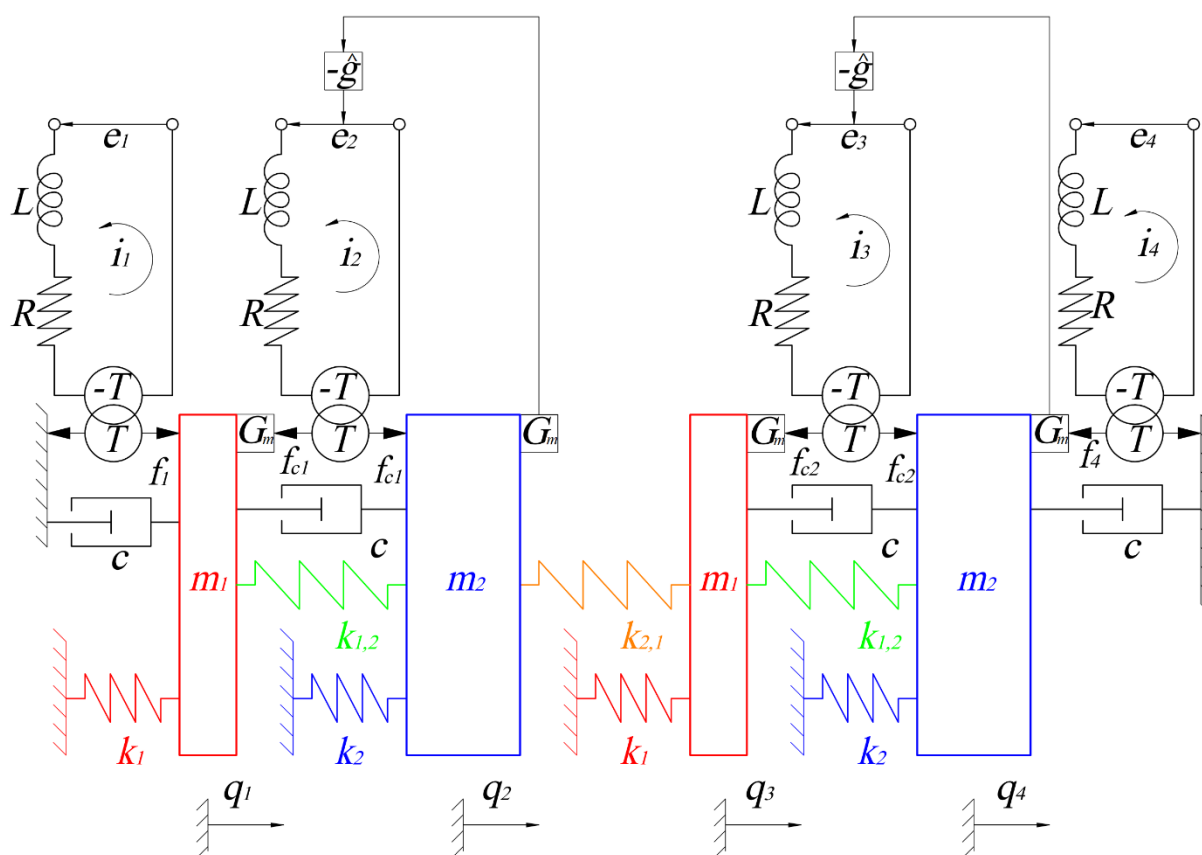 -ĝ -ĝ
e1 e2 e3 e4
L L L L
i1 i2 i3 i4
R R R R
-T -T -T -T
T Gm T Gm Gm T Gm T
f1 fc1 fc1 fc2 fc2 f4
c c c c
m1 m2 m1 m2
k1,2 k2,1 k1,2
k1 k2 k1 k2
q1 q2 q3 q4